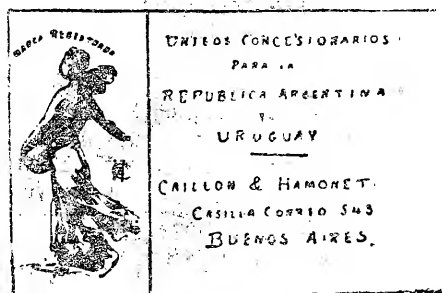 MARCA REGISTRADA
UNICOS CONCESIONARIOS
PARA LA
REPUBLICA ARGENTINA
Y
URUGUAY
CAILLON & HAMONET.
CASILLA CORREO 543
BUENOS AIRES.